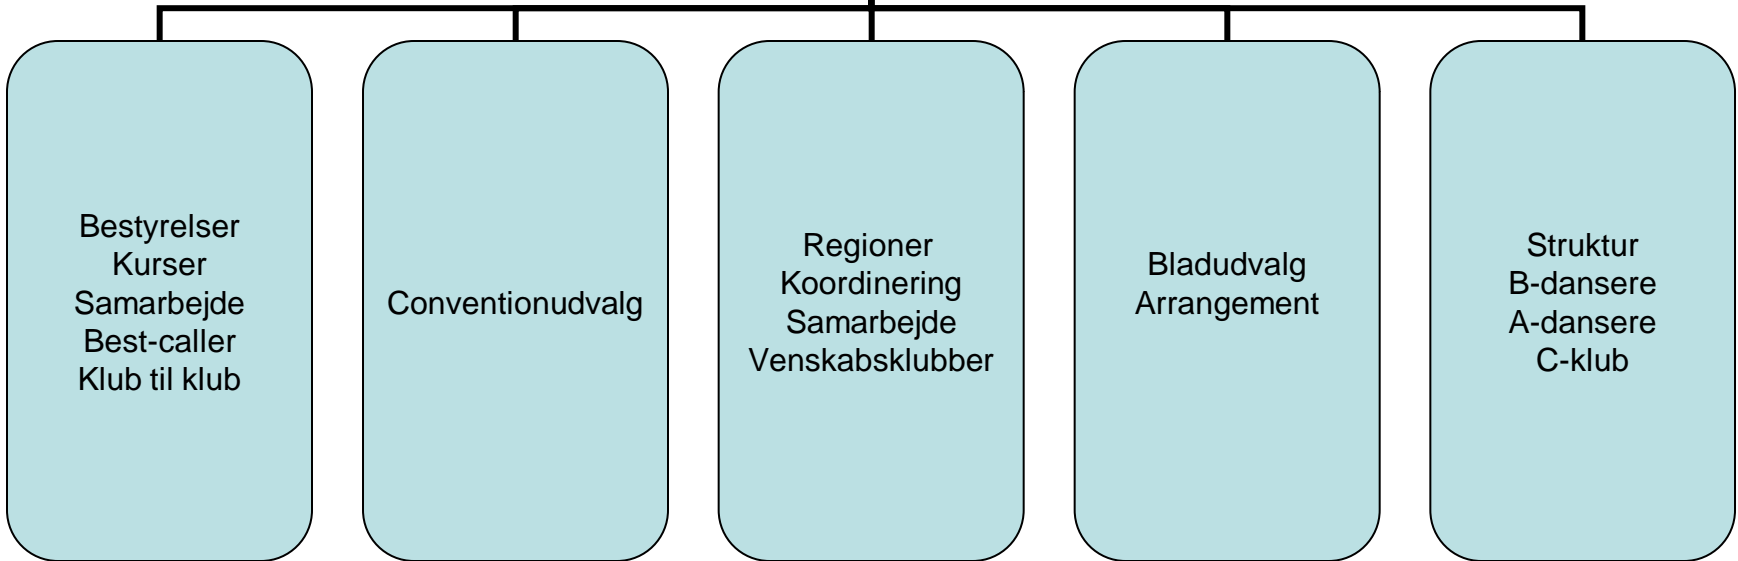 Bestyrelser
Kurser
Samarbejde
Best-caller
Klub til klub
Conventionudvalg
Regioner
Koordinering
Samarbejde
Venskabsklubber
Bladudvalg
Arrangement
Struktur
B-dansere
A-dansere
C-klub